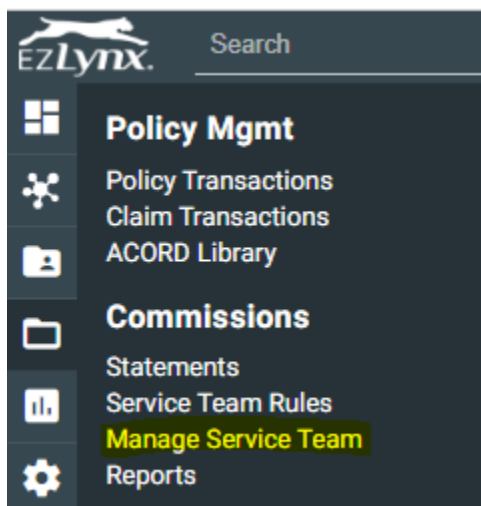 EZLynx.
Search
Policy Mgmt
Policy Transactions
Claim Transactions
ACORD Library
Commissions
Statements
Service Team Rules
Manage Service Team
Reports